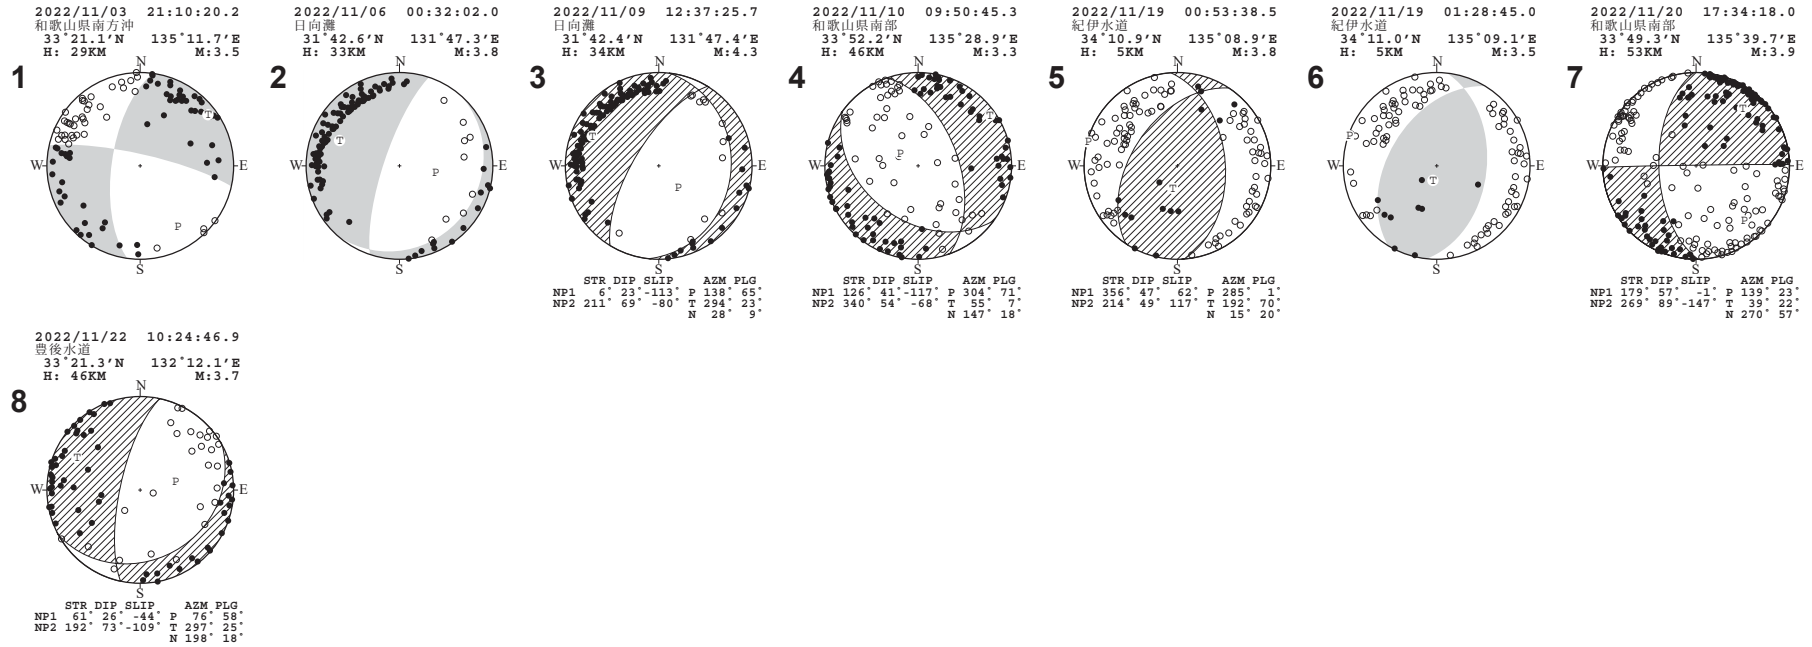 1
2022/11/03 21:10:20.2
和歌山県南方沖
33°21.1'N 135°11.7'E
H: 29KM M:3.5
N
W
E
S
T
P
2
2022/11/06 00:32:02.0
日向灘
31°42.6'N 131°47.3'E
H: 33KM M:3.8
N
W
E
S
T
P
3
2022/11/09 12:37:25.7
日向灘
31°42.4'N 131°47.4'E
H: 34KM M:4.3
N
W
E
S
T
P
STR DIP SLIP AZM PLG
NP1 6° 23° -113° P 138° 65°
NP2 211° 69° -80° T 294° 23°
N 28° 9°
4
2022/11/10 09:50:45.3
和歌山県南部
33°52.2'N 135°28.9'E
H: 46KM M:3.3
N
W
E
S
T
P
STR DIP SLIP AZM PLG
NP1 126° 41° -117° P 304° 71°
NP2 340° 54° -68° T 55° 7°
N 147° 18°
5
2022/11/19 00:53:38.5
紀伊水道
34°10.9'N 135°08.9'E
H: 5KM M:3.8
N
P
W
E
T
S
STR DIP SLIP AZM PLG
NP1 356° 47° 62° P 285° 1°
NP2 214° 49° 117° T 192° 70°
N 15° 20°
6
2022/11/19 01:28:45.0
紀伊水道
34°11.0'N 135°09.1'E
H: 5KM M:3.5
N
P
W
E
T
S
7
2022/11/20 17:34:18.0
和歌山県南部
33°49.3'N 135°39.7'E
H: 53KM M:3.9
N
T
W
E
P
S
STR DIP SLIP AZM PLG
NP1 179° 57° -1° P 139° 23°
NP2 269° 89° -147° T 39° 22°
N 270° 57°
8
2022/11/22 10:24:46.9
豊後水道
33°21.3'N 132°12.1'E
H: 46KM M:3.7
N
T
P
W
E
S
STR DIP SLIP AZM PLG
NP1 61° 26° -44° P 76° 58°
NP2 192° 73° -109° T 297° 25°
N 198° 18°